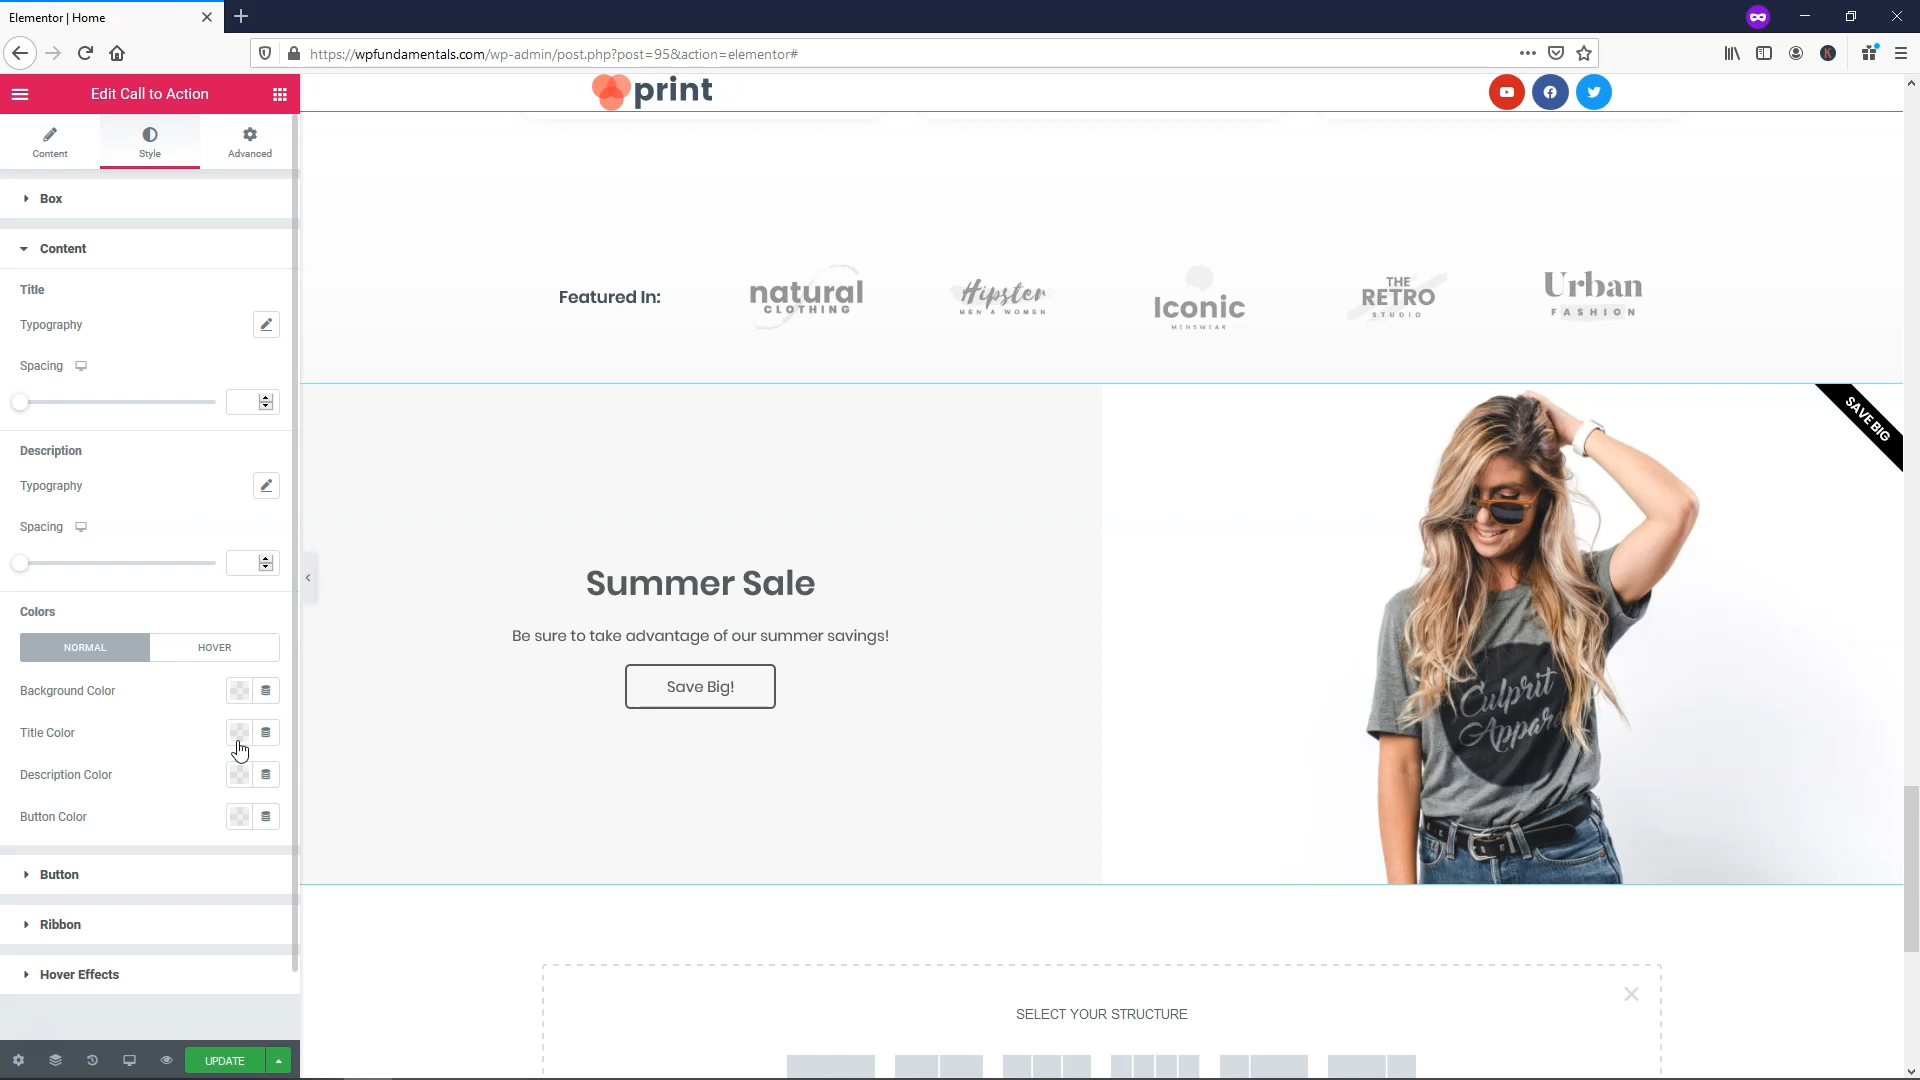 Elementor | Home
https://wpfundamentals.com/wp-admin/post.php?post=95&action=elementor#
Edit Call to Action
Content
Style
Advanced
Box
Content
Title
Typography
Spacing
Description
Typography
Spacing
Colors
NORMAL
HOVER
Background Color
Title Color
Description Color
Button Color
Button
Ribbon
Hover Effects
UPDATE
print
Featured In:
natural
CLOTHING
Hipster
MEN & WOMEN
Iconic
MENSWEAR
THE
RETRO
STUDIO
Urban
FASHION
SAVE BIG
Summer Sale
Be sure to take advantage of our summer savings!
Save Big!
Culprit
Apparel
SELECT YOUR STRUCTURE